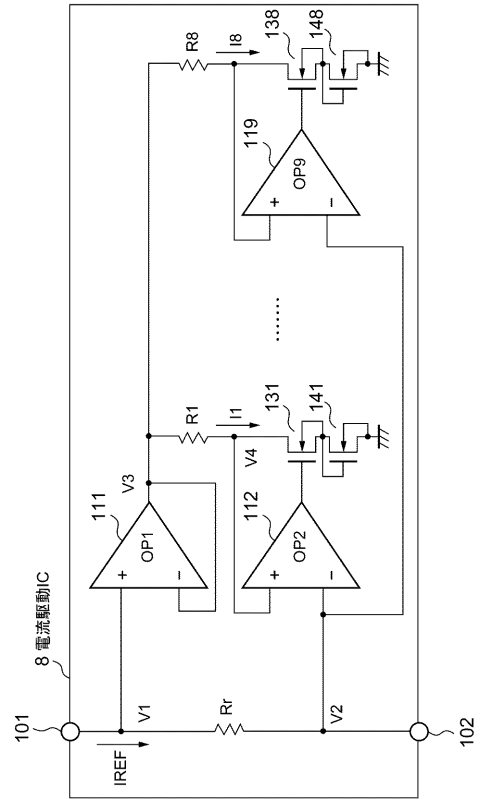 8 電流駆動IC
101
IREF
V1
Rr
V2
102
111
OP1
+
−
V3
R1
I1
V4
112
OP2
+
−
131
141
……
R8
I8
119
OP9
+
−
138
148